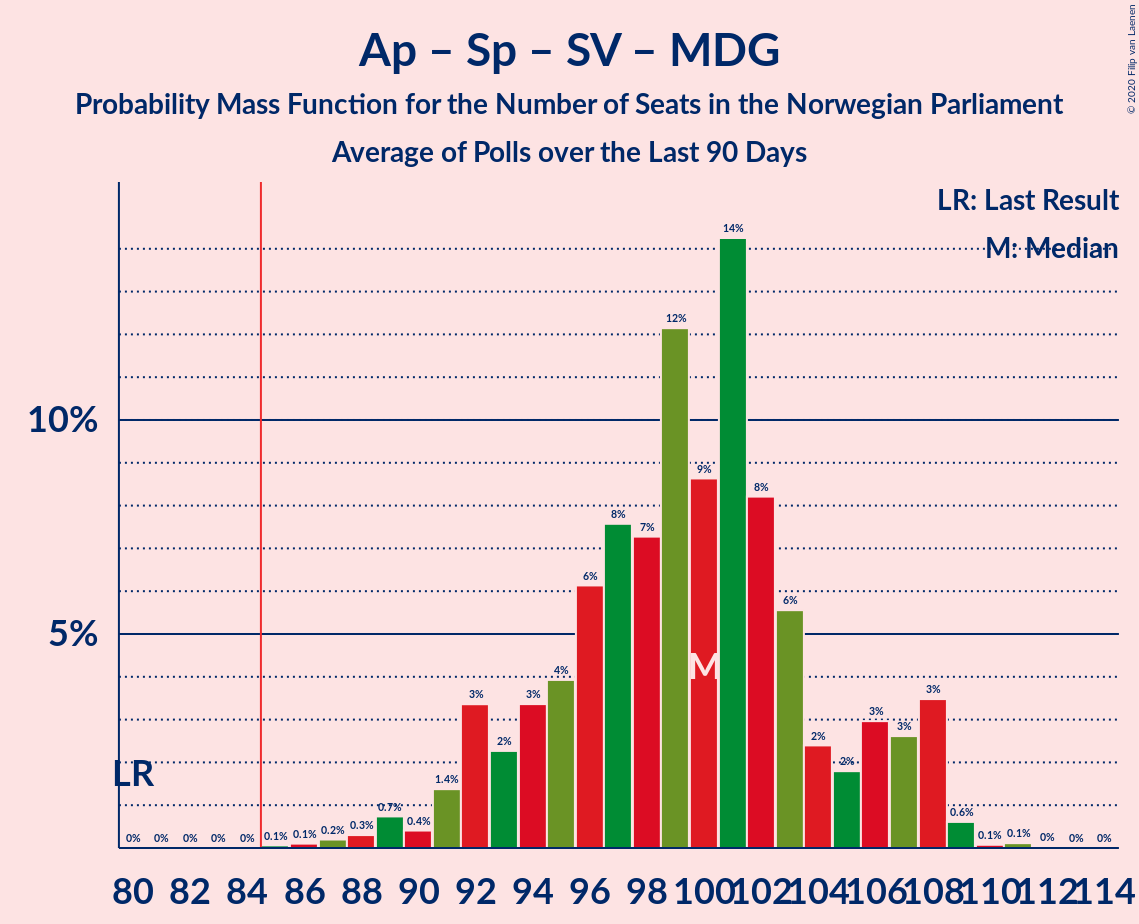 Ap – Sp – SV – MDG
Probability Mass Function for the Number of Seats in the Norwegian Parliament
Average of Polls over the Last 90 Days
© 2020 Filip van Laenen
LR: Last Result
M: Median
10%
5%
LR
M
0% 0% 0% 0% 0% 0.1% 0.1% 0.2% 0.3% 0.7% 0.4% 1.4% 3% 2% 3% 4% 6% 8% 7% 12% 9% 14% 8% 6% 2% 2% 3% 3% 3% 0.6% 0.1% 0.1% 0% 0% 0%
80 82 84 86 88 90 92 94 96 98 100 102 104 106 108 110 112 114